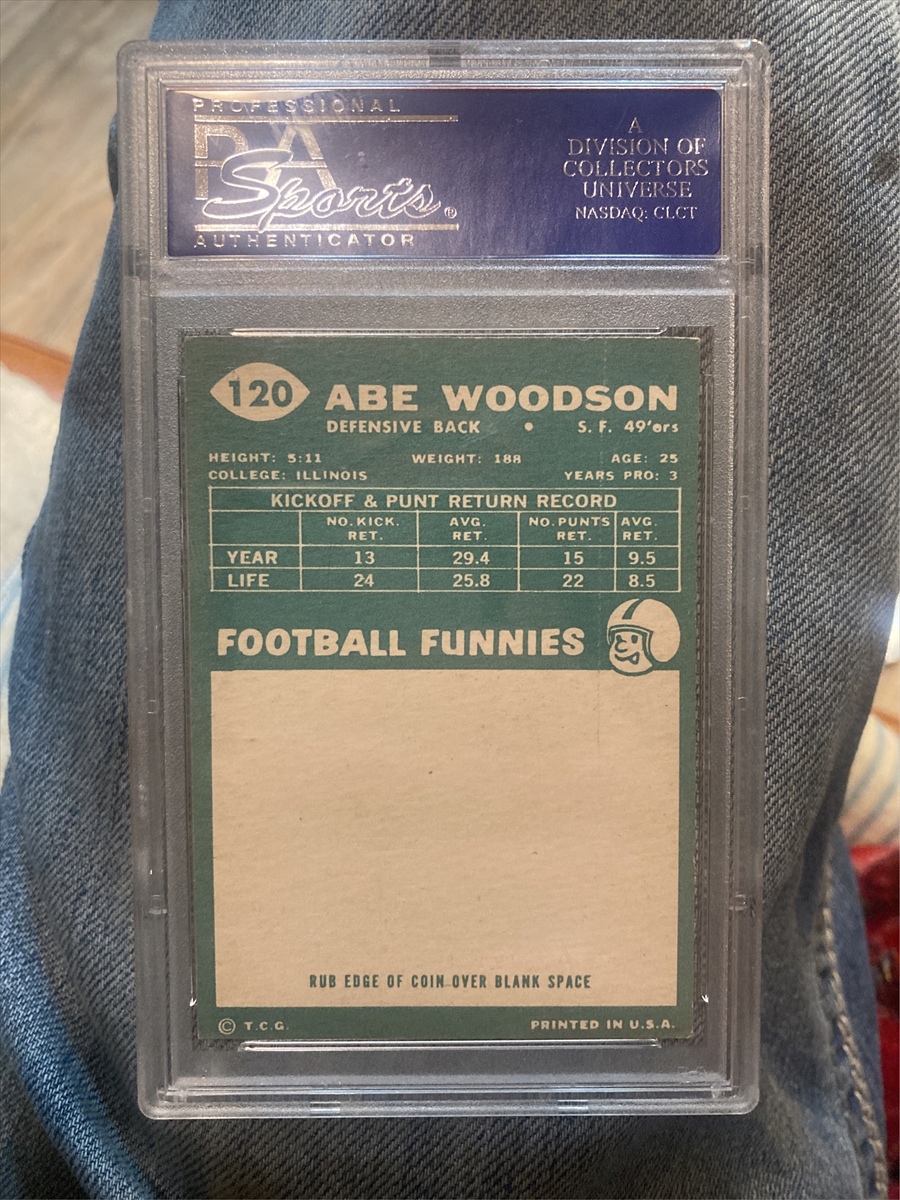 PROFESSIONAL
PSA
Sports®
AUTHENTICATOR
A
DIVISION OF
COLLECTORS
UNIVERSE
NASDAQ: CLCT
120 ABE WOODSON
DEFENSIVE BACK • S. F. 49'ers
HEIGHT: 5:11 WEIGHT: 188 AGE: 25
COLLEGE: ILLINOIS YEARS PRO: 3
KICKOFF & PUNT RETURN RECORD
NO. KICK. RET. AVG. RET. NO. PUNTS RET. AVG. RET.
YEAR 13 29.4 15 9.5
LIFE 24 25.8 22 8.5
FOOTBALL FUNNIES
RUB EDGE OF COIN OVER BLANK SPACE
© T.C.G. PRINTED IN U.S.A.